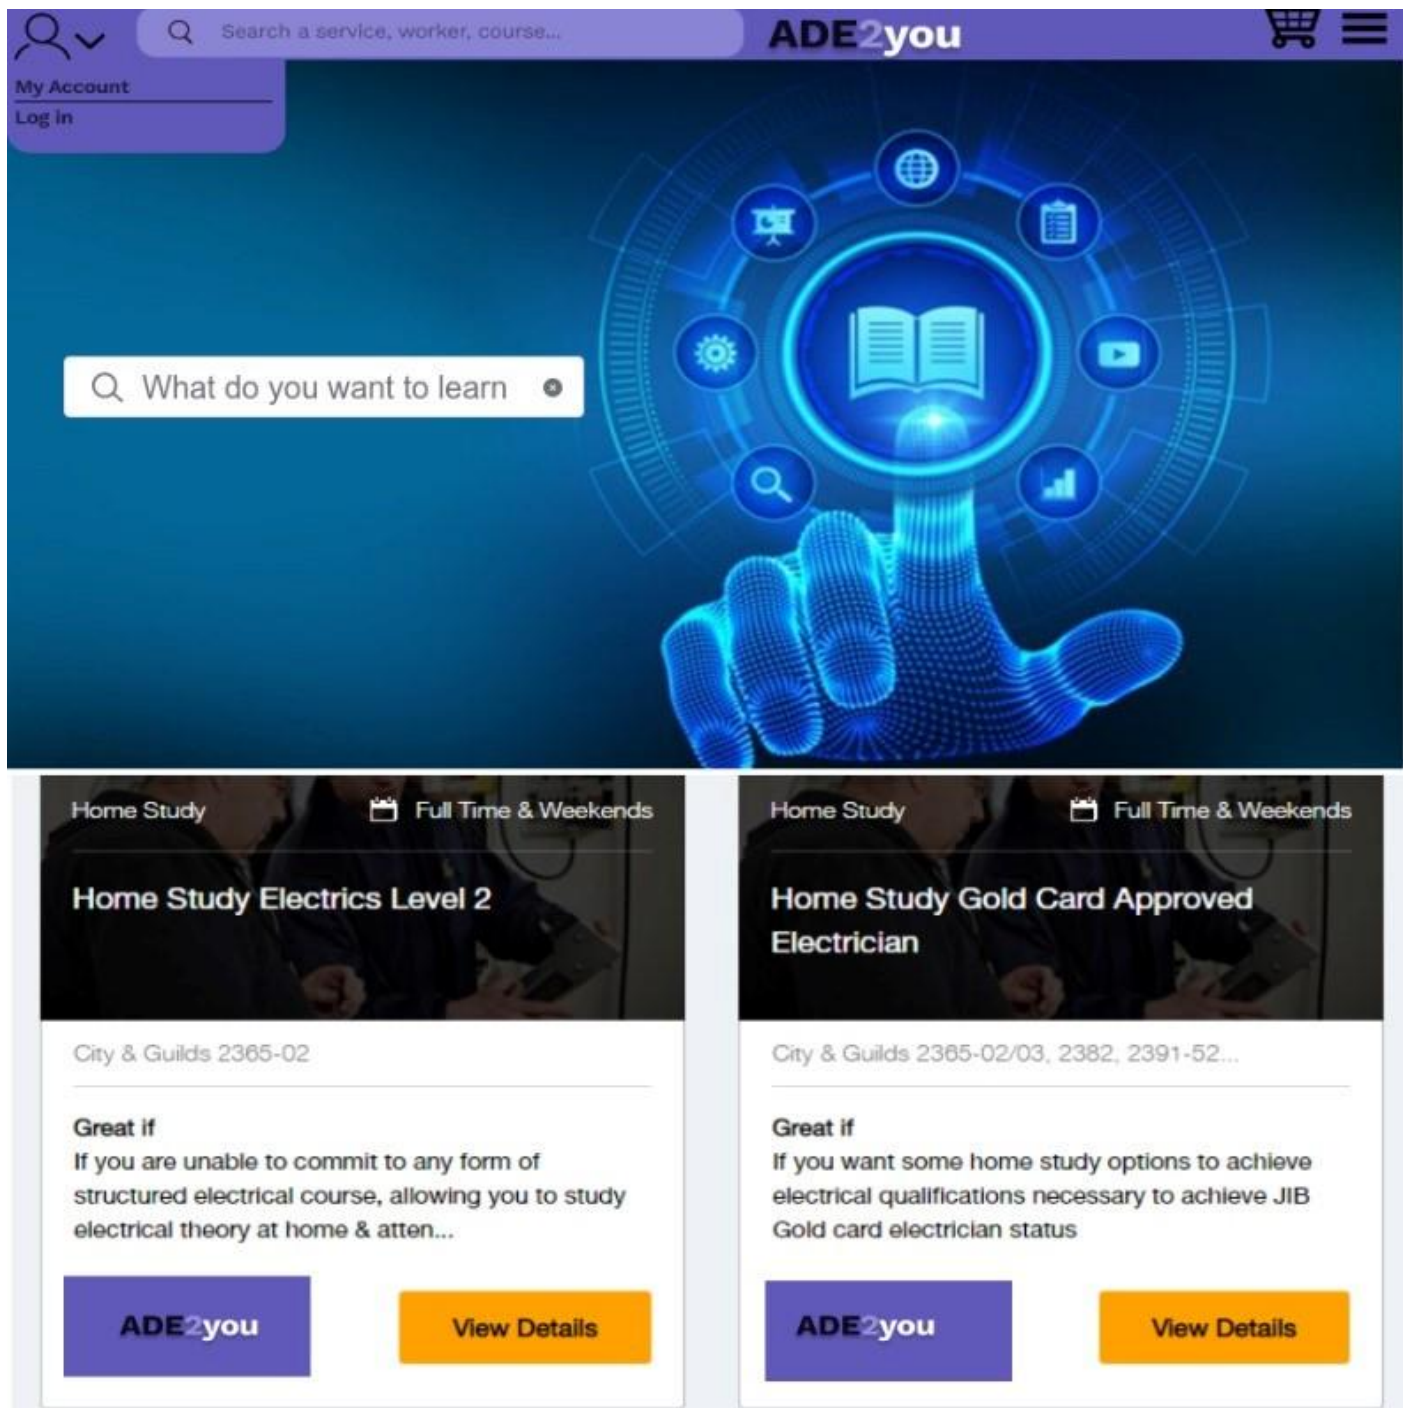 Search a service, worker, course...
ADE2you
My Account
Log in
What do you want to learn
Home Study
Full Time & Weekends
Home Study Electrics Level 2
City & Guilds 2365-02
Great if
If you are unable to commit to any form of
structured electrical course, allowing you to study
electrical theory at home & atten...
ADE2you
View Details
Home Study
Full Time & Weekends
Home Study Gold Card Approved
Electrician
City & Guilds 2365-02/03, 2382, 2391-52...
Great if
If you want some home study options to achieve
electrical qualifications necessary to achieve JIB
Gold card electrician status
ADE2you
View Details